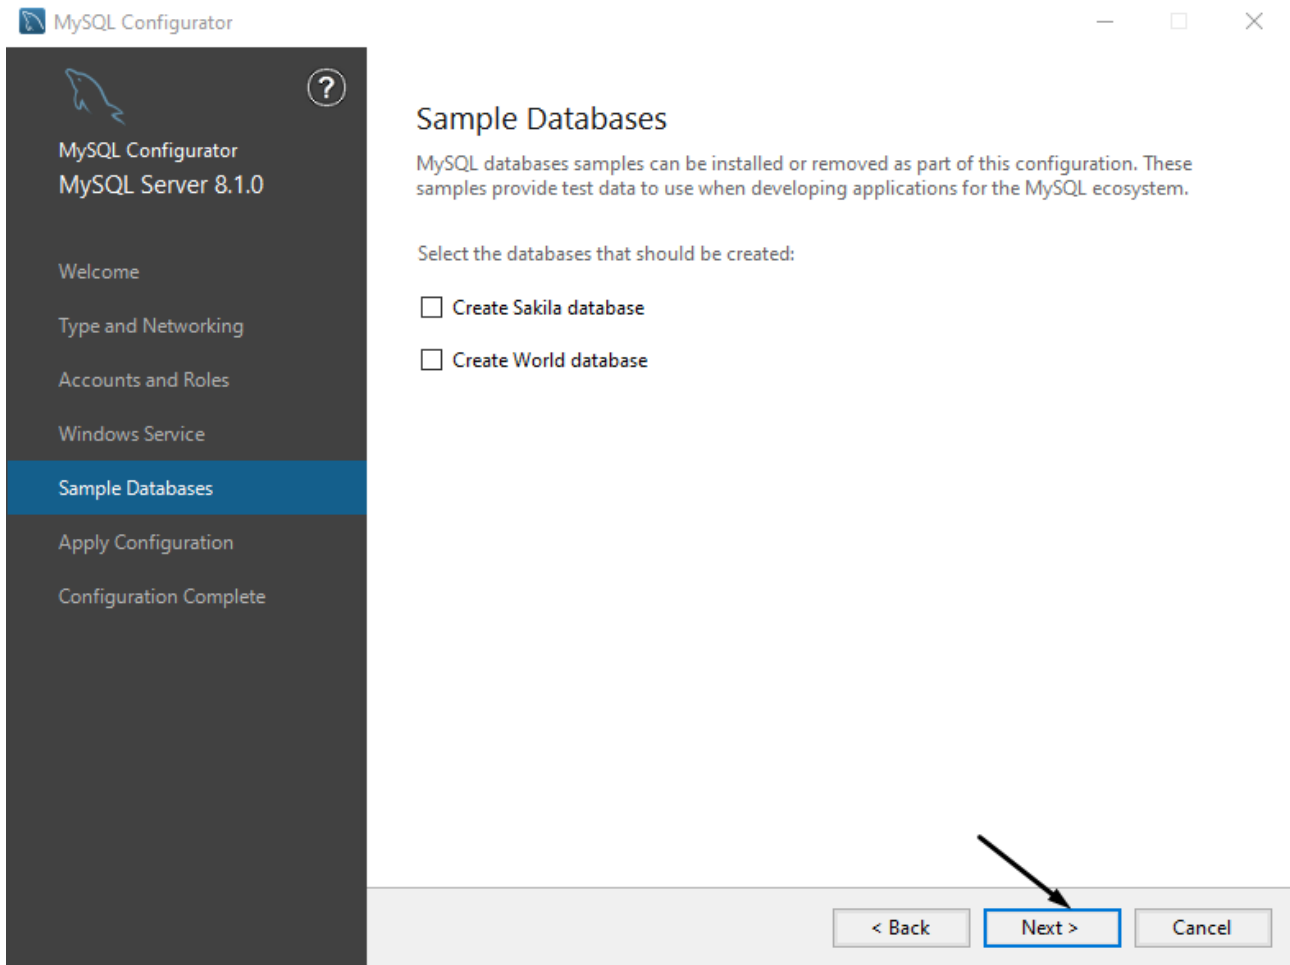 MySQL Configurator
?
MySQL Configurator
MySQL Server 8.1.0
Welcome
Type and Networking
Accounts and Roles
Windows Service
Sample Databases
Apply Configuration
Configuration Complete
Sample Databases
MySQL databases samples can be installed or removed as part of this configuration. These
samples provide test data to use when developing applications for the MySQL ecosystem.
Select the databases that should be created:
Create Sakila database
Create World database
< Back
Next >
Cancel